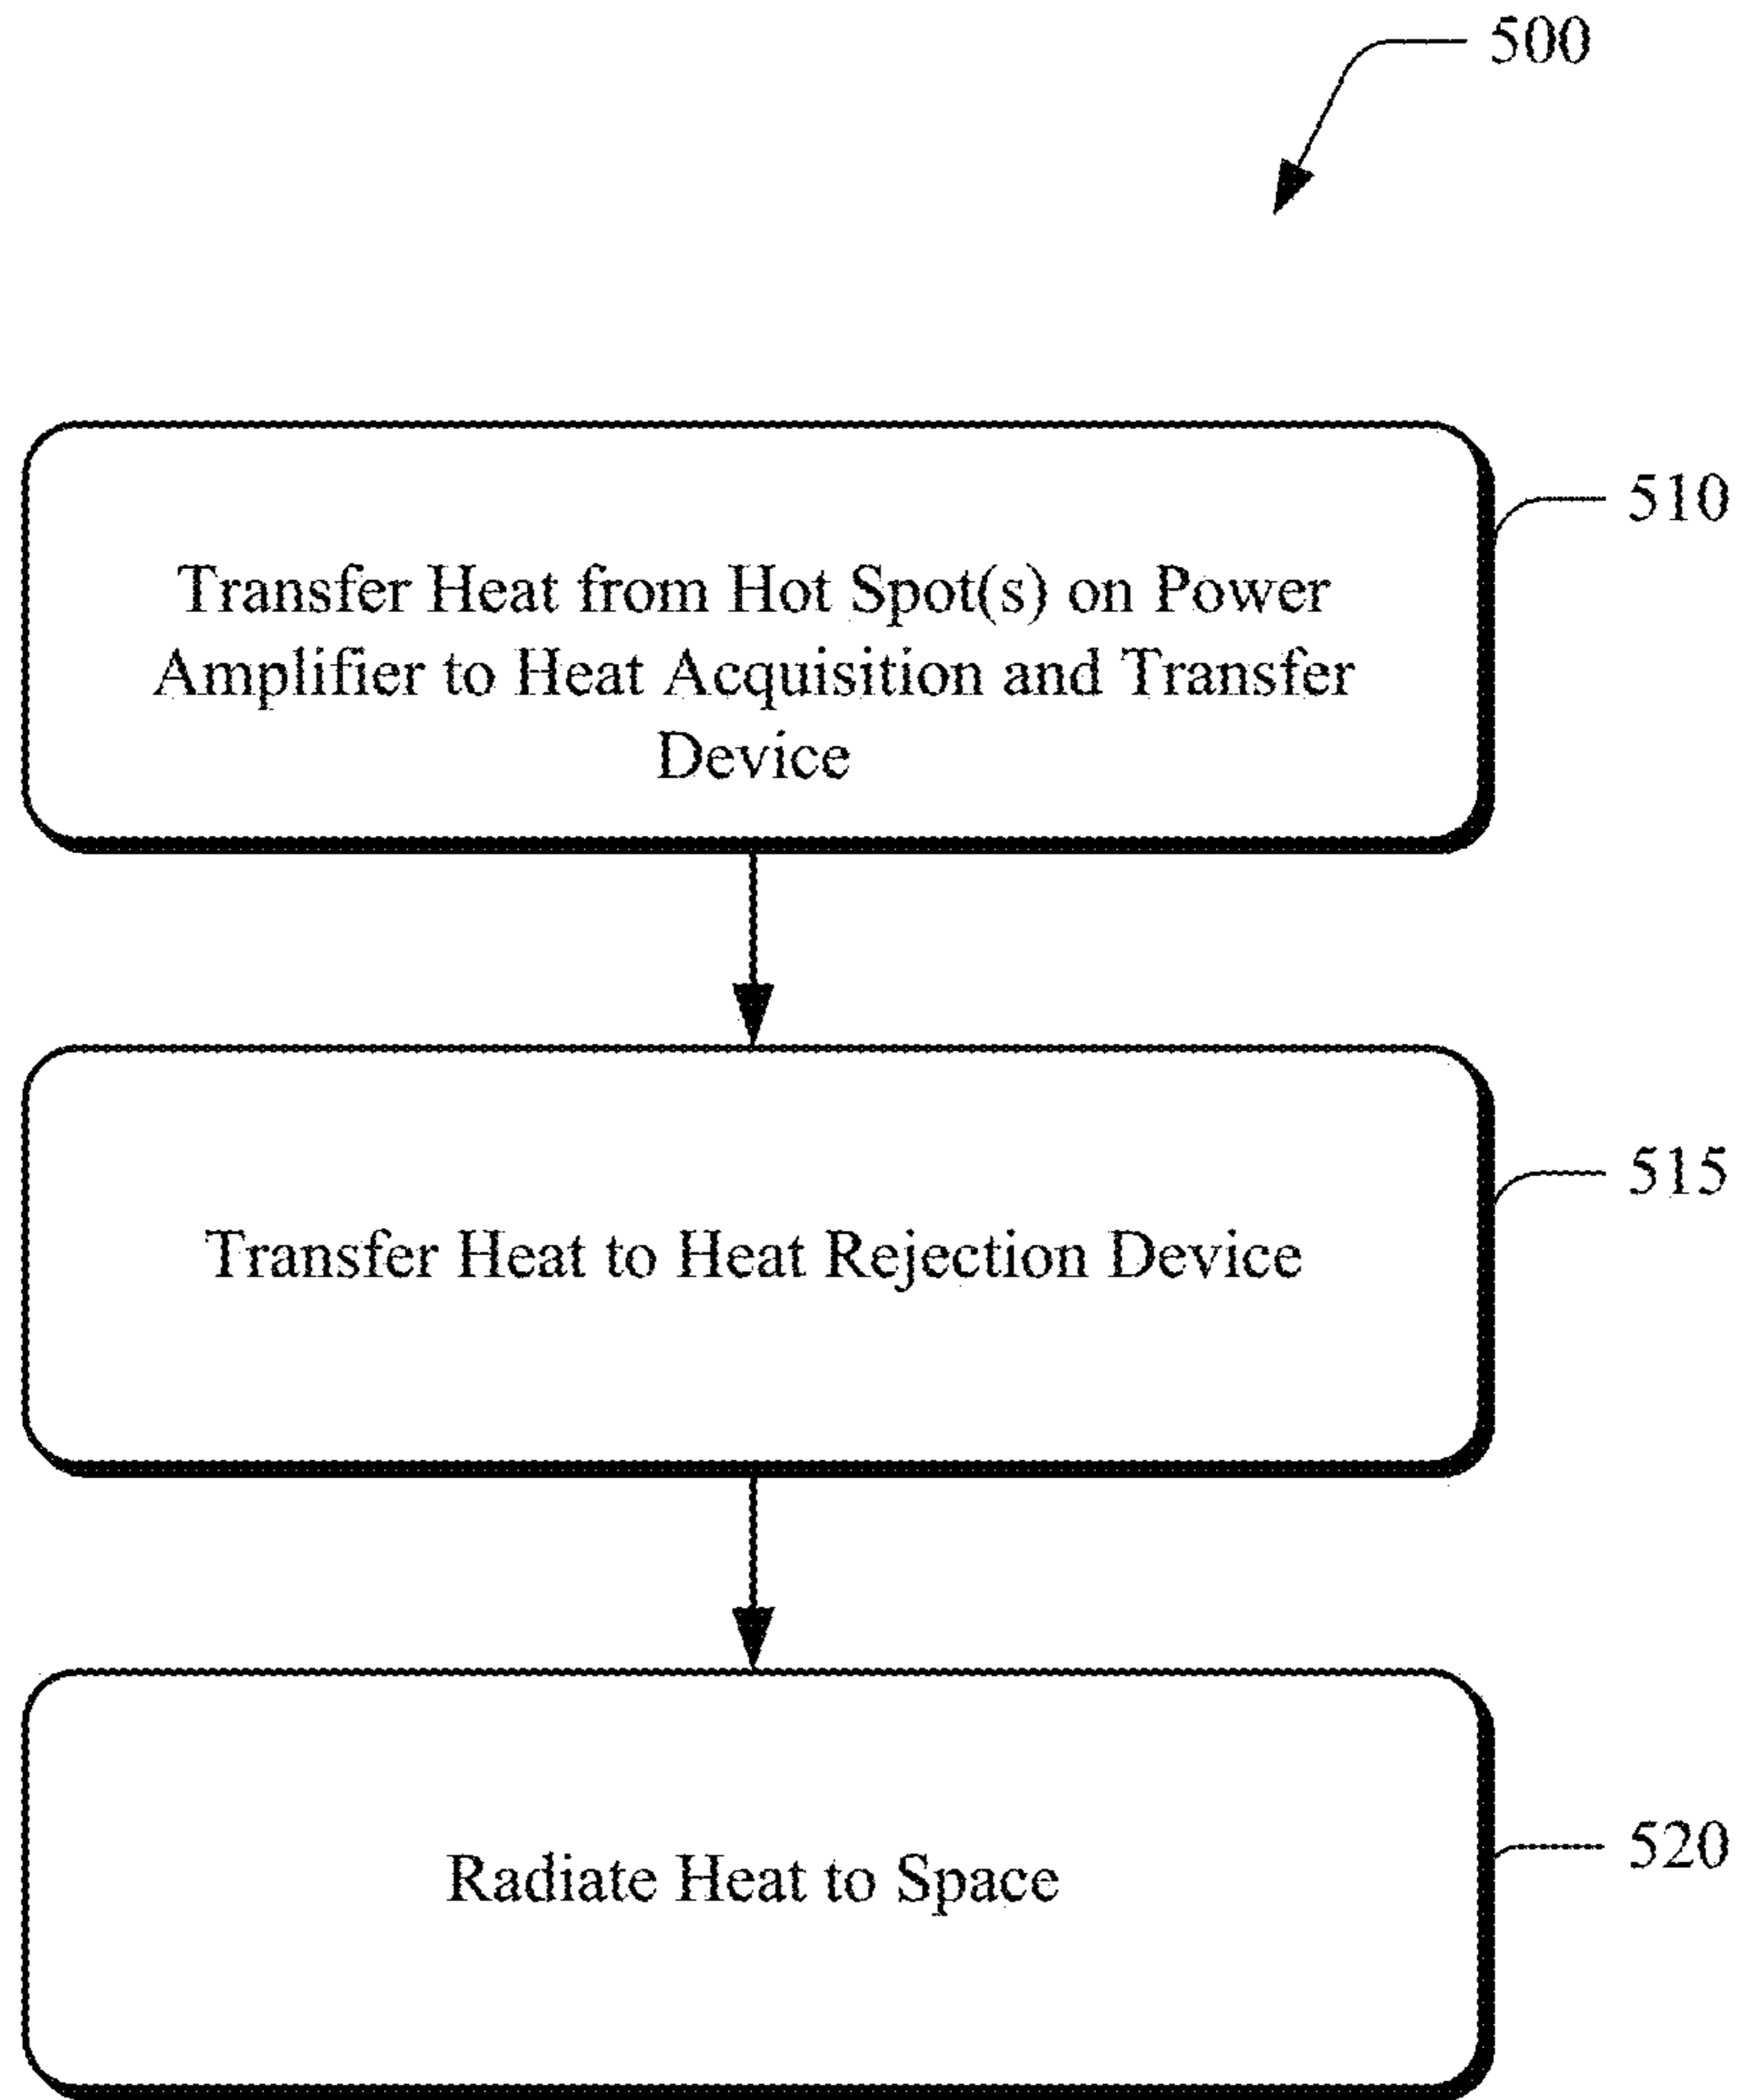 500
510
Transfer Heat from Hot Spot(s) on Power
Amplifier to Heat Acquisition and Transfer
Device
515
Transfer Heat to Heat Rejection Device
520
Radiate Heat to Space